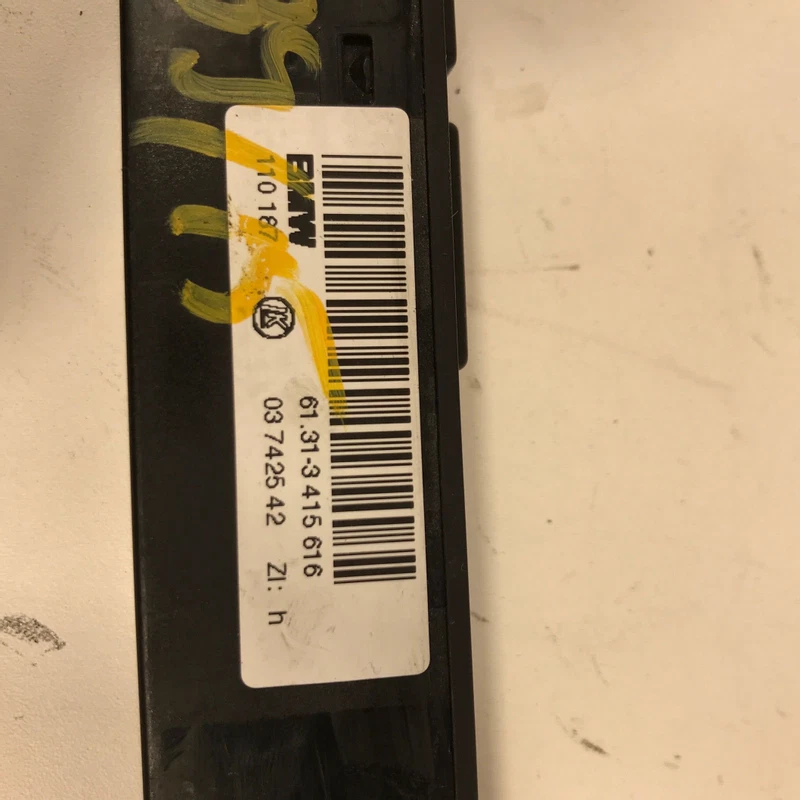 BMW 61.31-3 415 616
110 187 03 7425 42 ZI: h